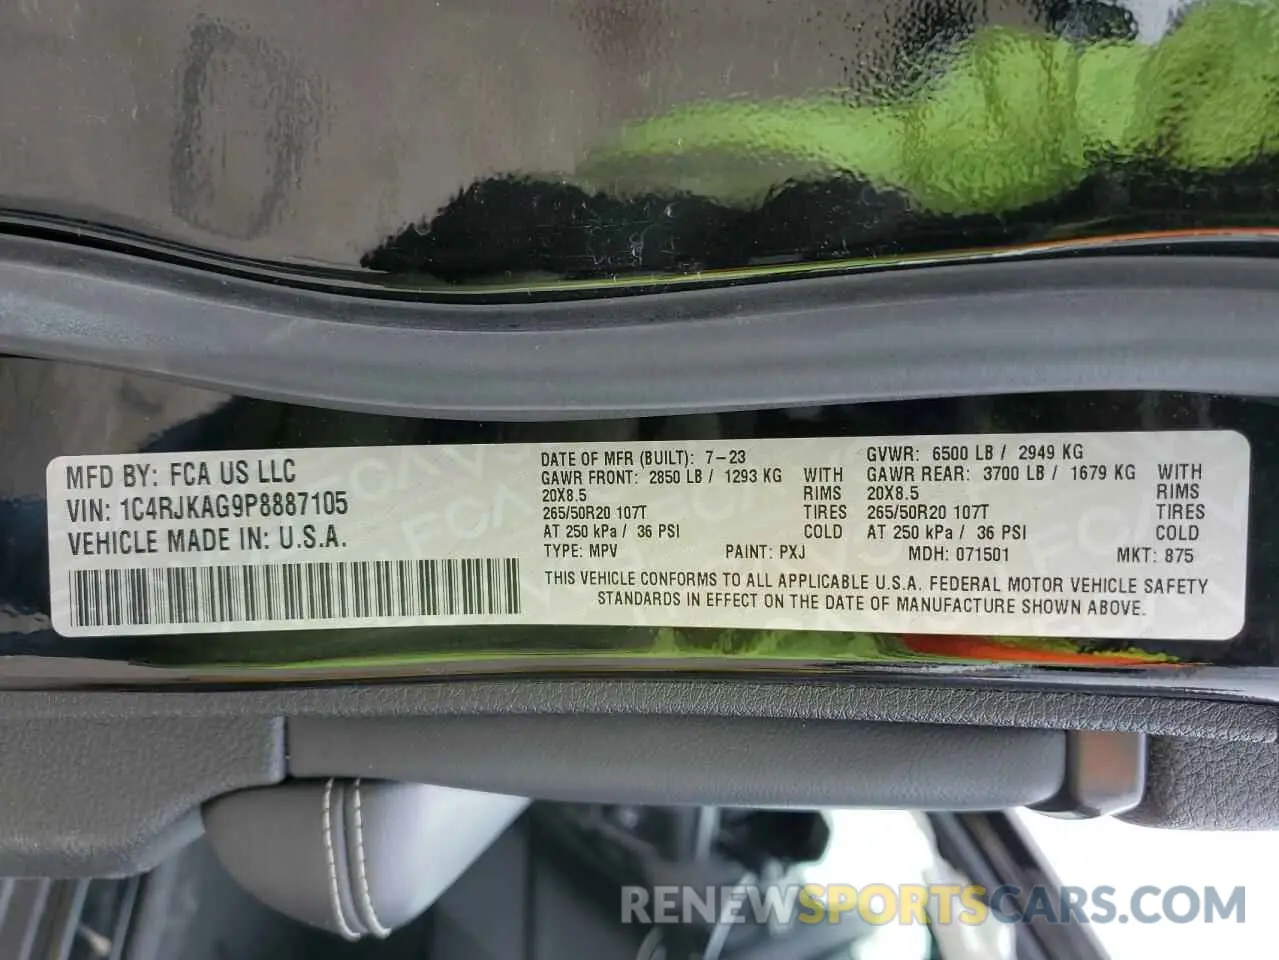 MFD BY: FCA US LLC
VIN: 1C4RJKAG9P8887105
VEHICLE MADE IN: U.S.A.
DATE OF MFR (BUILT): 7-23
GAWR FRONT: 2850 LB / 1293 KG WITH
20X8.5 RIMS
265/50R20 107T TIRES
AT 250 kPa / 36 PSI COLD
GVWR: 6500 LB / 2949 KG
GAWR REAR: 3700 LB / 1679 KG WITH
20X8.5 RIMS
265/50R20 107T TIRES
AT 250 kPa / 36 PSI COLD
TYPE: MPV PAINT: PXJ MDH: 071501 MKT: 875
THIS VEHICLE CONFORMS TO ALL APPLICABLE U.S.A. FEDERAL MOTOR VEHICLE SAFETY
STANDARDS IN EFFECT ON THE DATE OF MANUFACTURE SHOWN ABOVE.
RENEWSPORTSCARS.COM